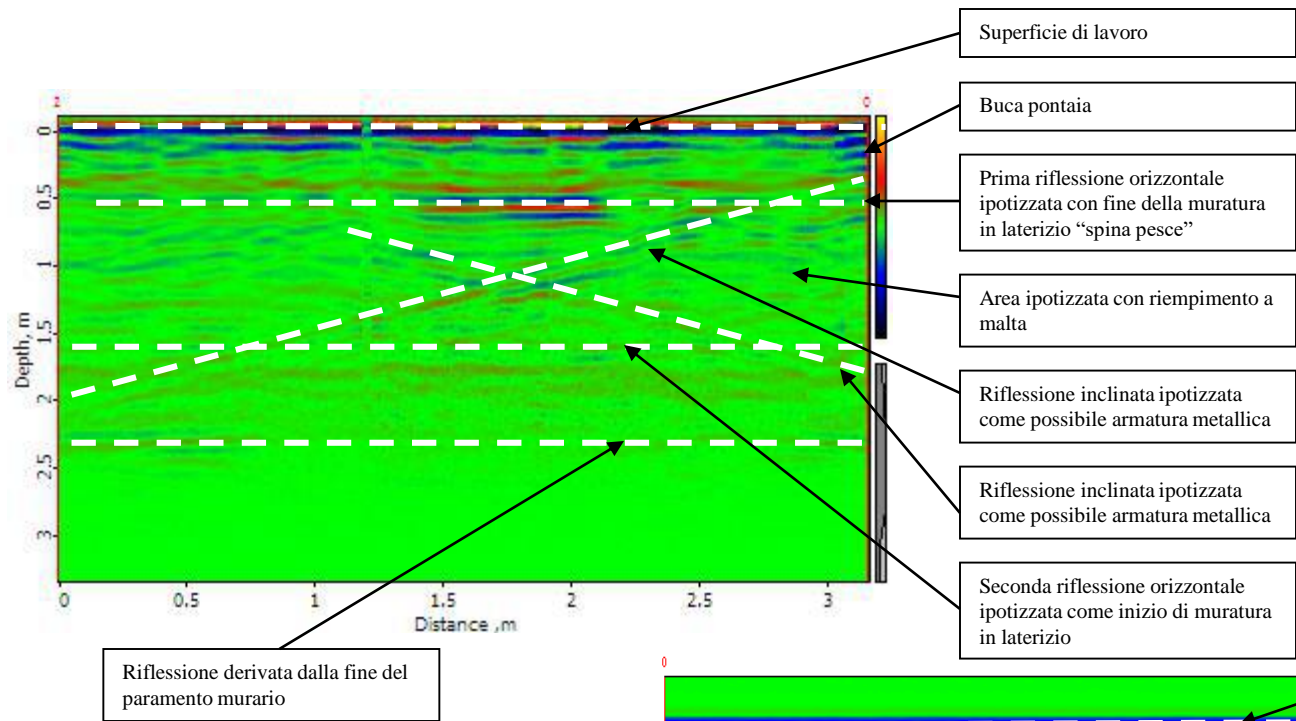 Superficie di lavoro
Buca pontaia
Prima riflessione orizzontale
ipotizzata con fine della muratura
in laterizio “spina pesce”
Area ipotizzata con riempimento a
malta
Riflessione inclinata ipotizzata
come possibile armatura metallica
Riflessione inclinata ipotizzata
come possibile armatura metallica
Seconda riflessione orizzontale
ipotizzata come inizio di muratura
in laterizio
Riflessione derivata dalla fine del
paramento murario
2
0
Depth, m
0
0.5
1
1.5
2
2.5
3
0
0.5
1
1.5
2
2.5
3
Distance ,m
0